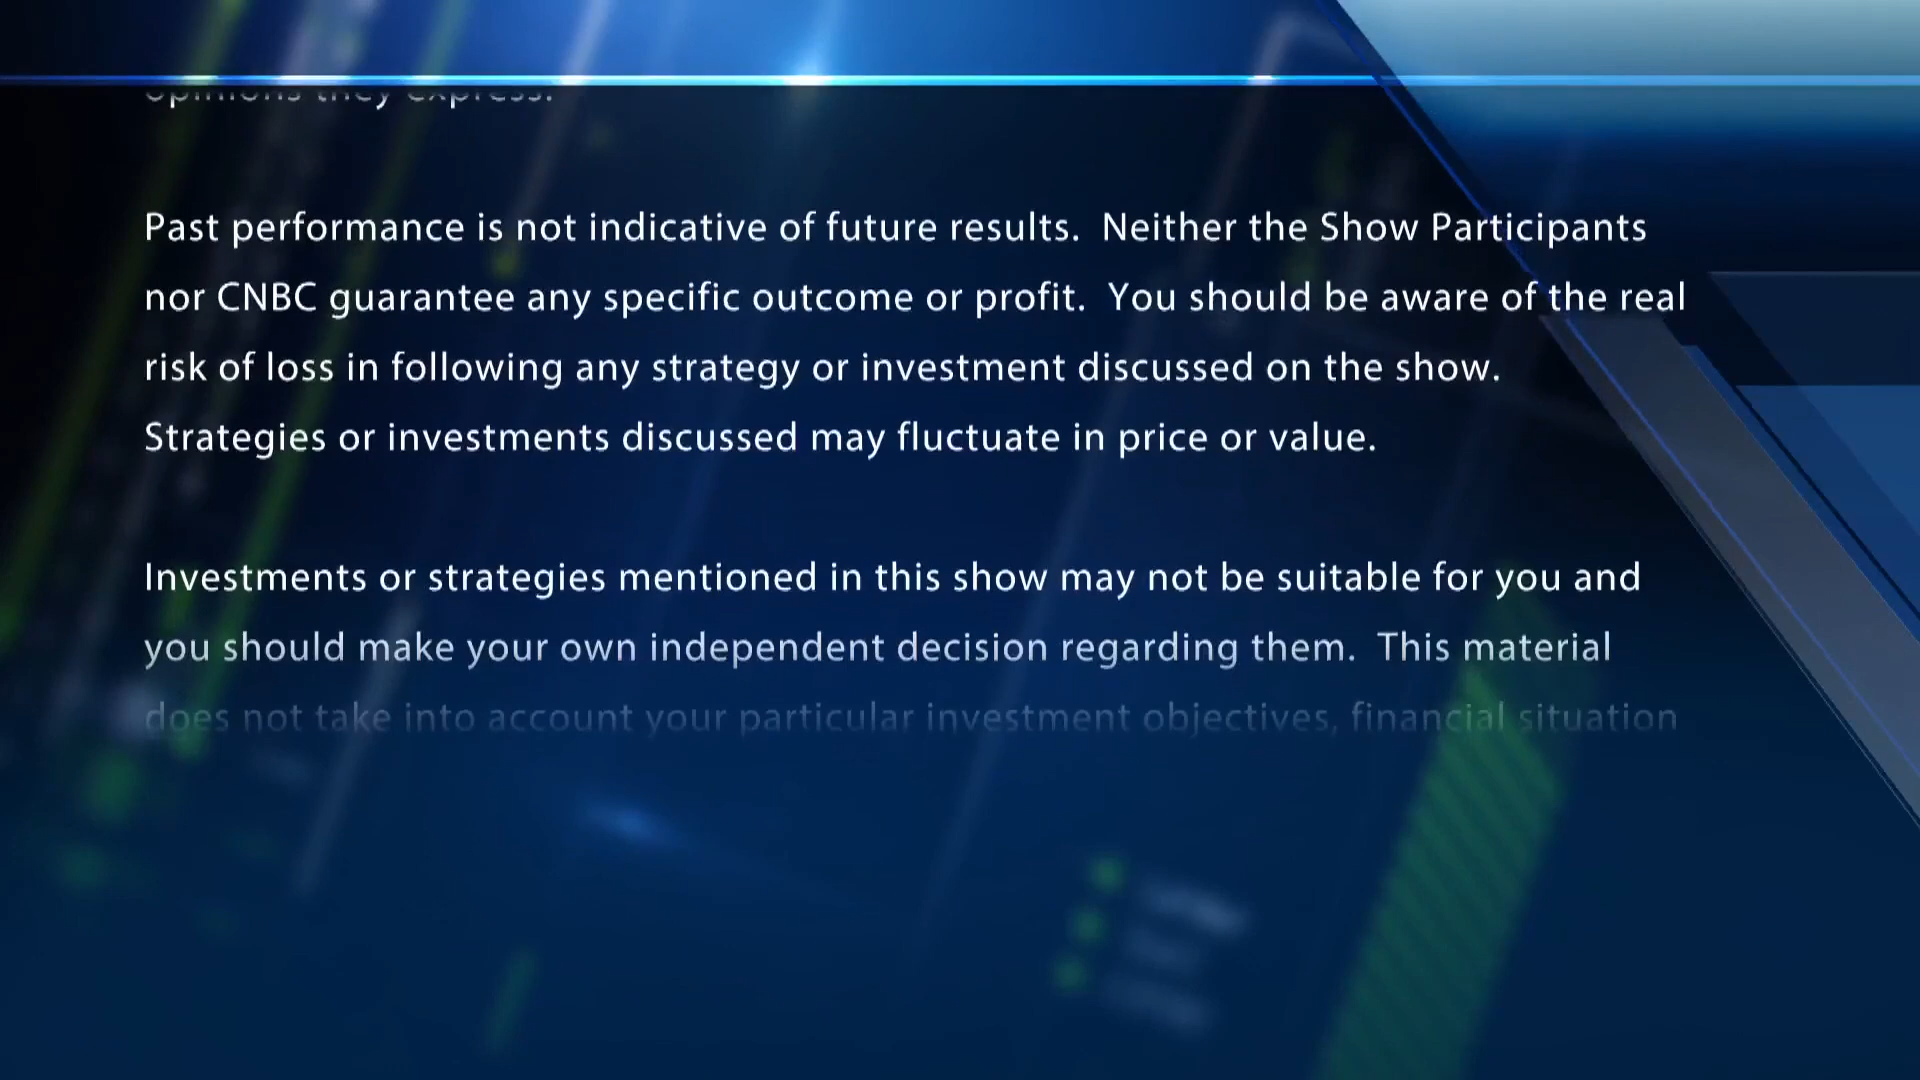 opinions they express.
Past performance is not indicative of future results. Neither the Show Participants
nor CNBC guarantee any specific outcome or profit. You should be aware of the real
risk of loss in following any strategy or investment discussed on the show.
Strategies or investments discussed may fluctuate in price or value.
Investments or strategies mentioned in this show may not be suitable for you and
you should make your own independent decision regarding them. This material
does not take into account your particular investment objectives, financial situation